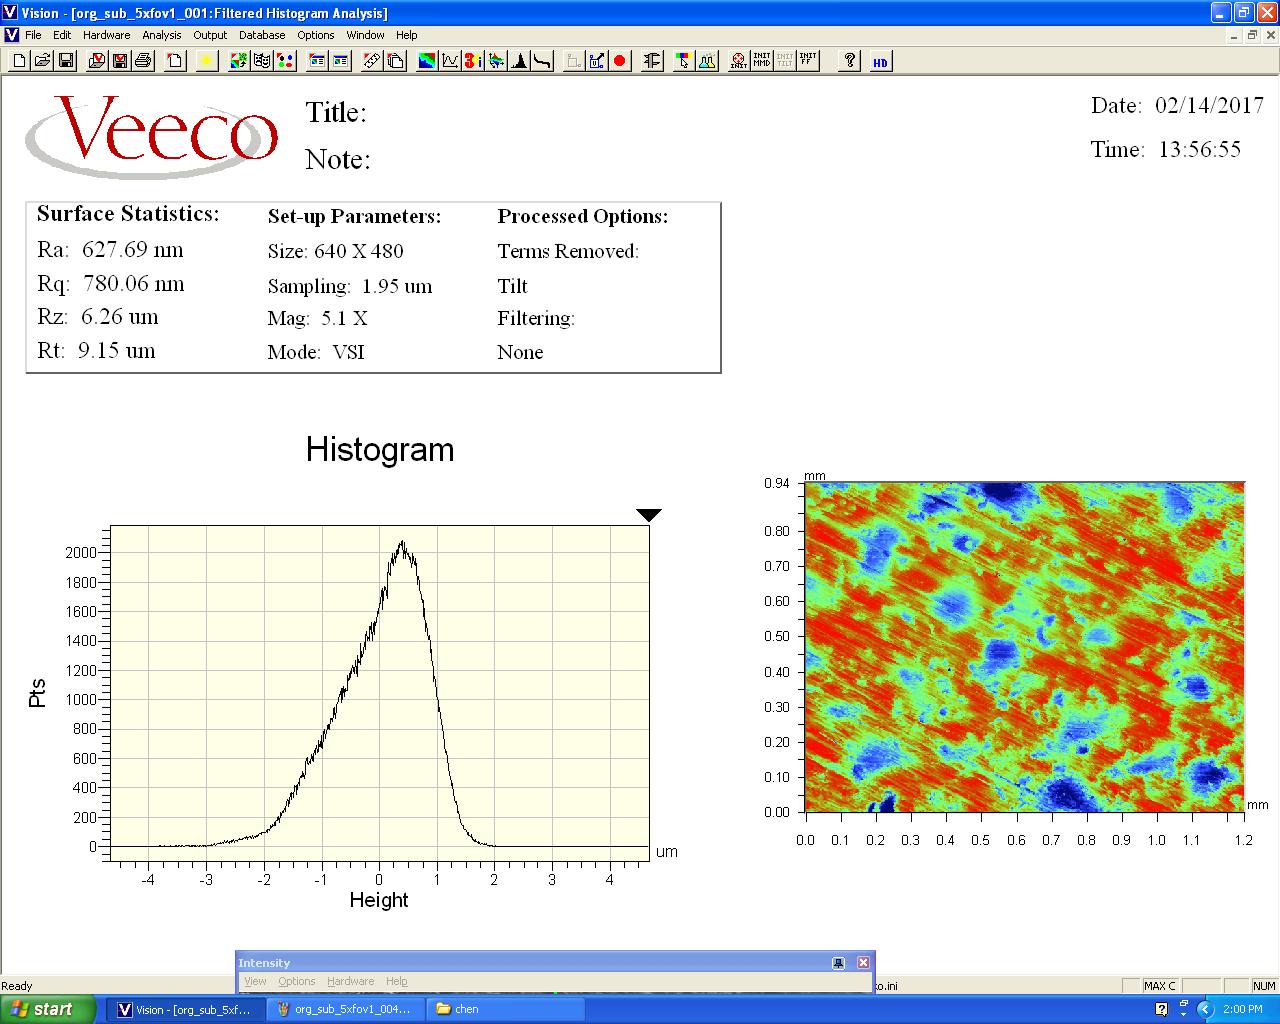 Vision - [org_sub_5xfov1_001:Filtered Histogram Analysis]
File Edit Hardware Analysis Output Database Options Window Help
INIT INIT MMD INIT TILT INIT FF ? HD
Veeco
Title:
Note:
Date: 02/14/2017
Time: 13:56:55
Surface Statistics:
Ra: 627.69 nm
Rq: 780.06 nm
Rz: 6.26 um
Rt: 9.15 um
Set-up Parameters:
Size: 640 X 480
Sampling: 1.95 um
Mag: 5.1 X
Mode: VSI
Processed Options:
Terms Removed:
Tilt
Filtering:
None
Histogram
2000
1800
1600
1400
1200
1000
800
600
400
200
0
Pts
-4 -3 -2 -1 0 1 2 3 4
um
Height
mm
0.94
0.80
0.70
0.60
0.50
0.40
0.30
0.20
0.10
0.00
mm
0.0 0.1 0.2 0.3 0.4 0.5 0.6 0.7 0.8 0.9 1.0 1.1 1.2
Intensity
View Options Hardware Help
Ready
o.ini
MAX C
NUM
start
Vision - [org_sub_5xf...
org_sub_5xfov1_004...
chen
2:00 PM